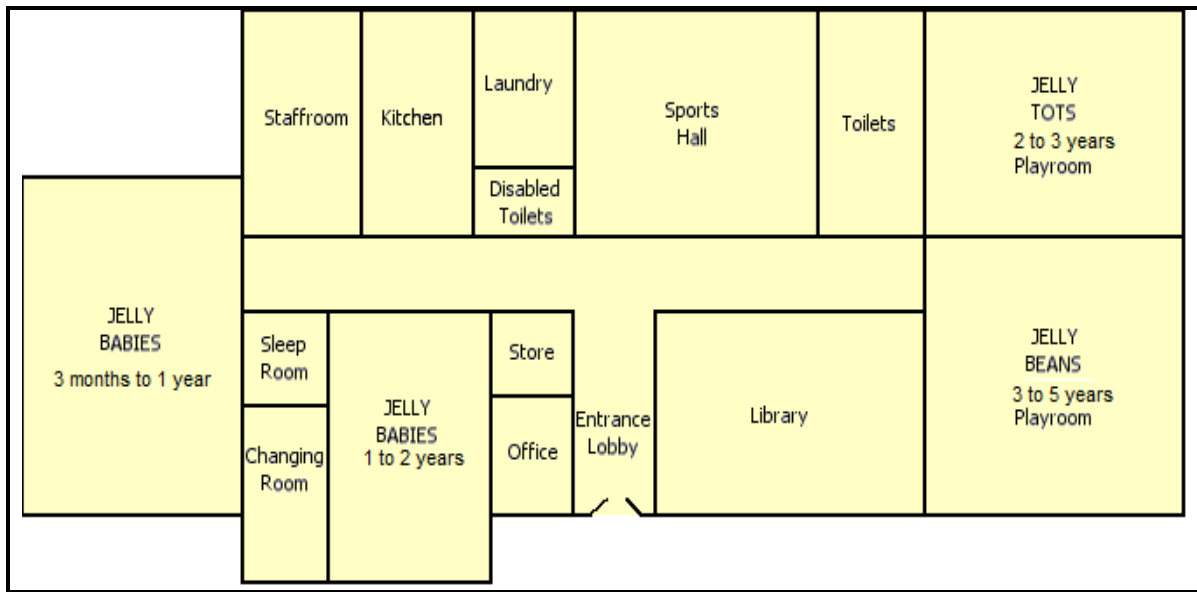 Staffroom
Kitchen
Laundry
Disabled
Toilets
Sports
Hall
Toilets
JELLY
TOTS
2 to 3 years
Playroom
JELLY
BABIES
3 months to 1 year
Sleep
Room
Changing
Room
JELLY
BABIES
1 to 2 years
Store
Office
Entrance
Lobby
Library
JELLY
BEANS
3 to 5 years
Playroom